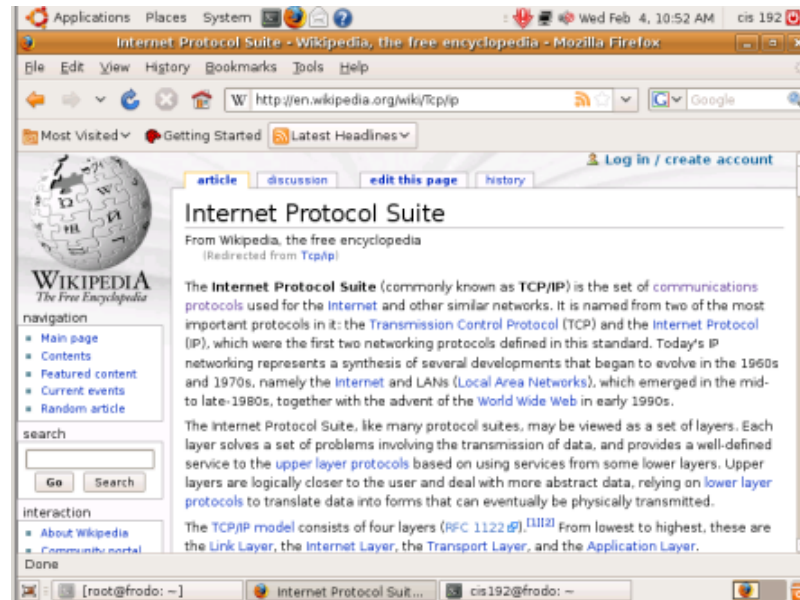 Applications Places System Wed Feb 4, 10:52 AM cis 192
Internet Protocol Suite - Wikipedia, the free encyclopedia - Mozilla Firefox
File Edit View History Bookmarks Tools Help
W http://en.wikipedia.org/wiki/Tcp/ip G Google
Most Visited Getting Started Latest Headlines
Log in / create account
article discussion edit this page history
Internet Protocol Suite
From Wikipedia, the free encyclopedia
(Redirected from Tcp/ip)
WIKIPEDIA
The Free Encyclopedia
navigation
Main page
Contents
Featured content
Current events
Random article
search
Go Search
interaction
About Wikipedia
Community portal
The Internet Protocol Suite (commonly known as TCP/IP) is the set of communications
protocols used for the Internet and other similar networks. It is named from two of the most
important protocols in it: the Transmission Control Protocol (TCP) and the Internet Protocol
(IP), which were the first two networking protocols defined in this standard. Today's IP
networking represents a synthesis of several developments that began to evolve in the 1960s
and 1970s, namely the Internet and LANs (Local Area Networks), which emerged in the mid-
to late-1980s, together with the advent of the World Wide Web in early 1990s.
The Internet Protocol Suite, like many protocol suites, may be viewed as a set of layers. Each
layer solves a set of problems involving the transmission of data, and provides a well-defined
service to the upper layer protocols based on using services from some lower layers. Upper
layers are logically closer to the user and deal with more abstract data, relying on lower layer
protocols to translate data into forms that can eventually be physically transmitted.
The TCP/IP model consists of four layers (RFC 1122).[1][2] From lowest to highest, these are
the Link Layer, the Internet Layer, the Transport Layer, and the Application Layer.
Done
[root@frodo: ~] Internet Protocol Suit... cis192@frodo: ~